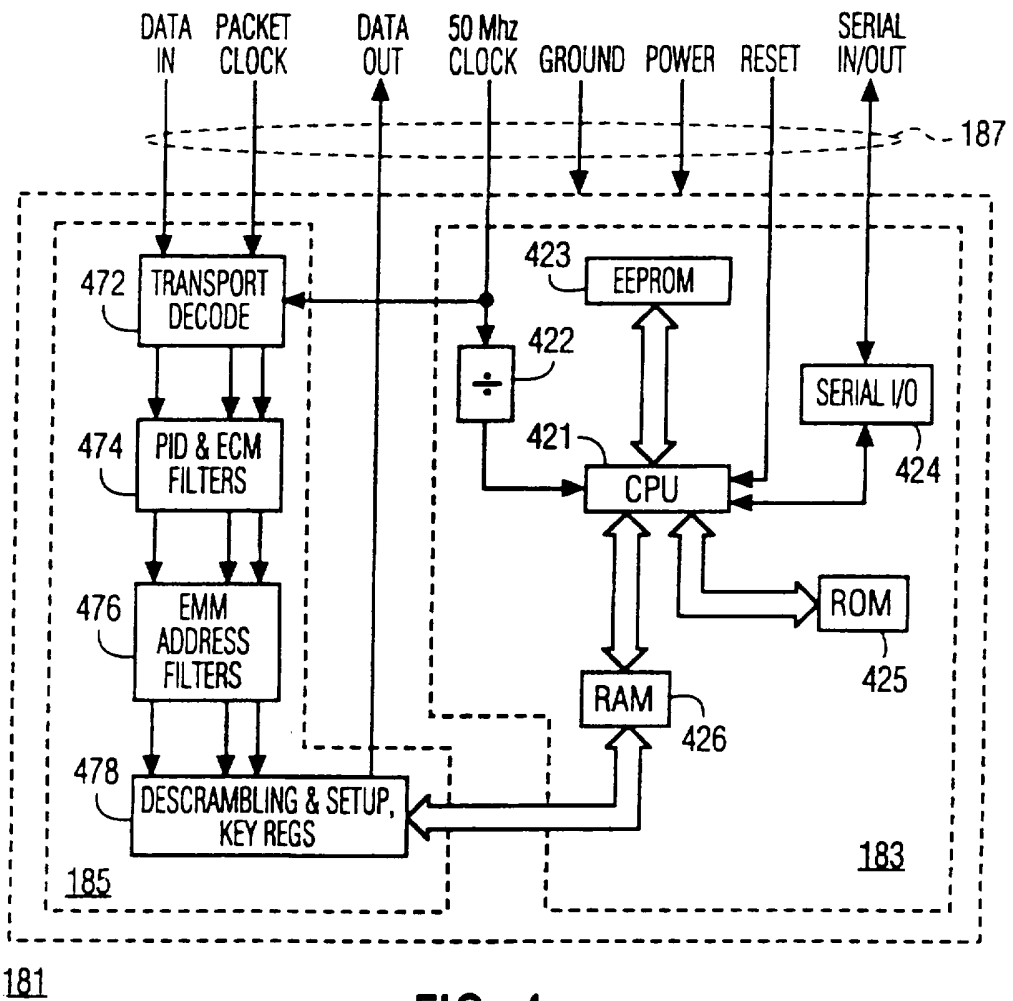 DATA IN
PACKET CLOCK
DATA OUT
50 Mhz CLOCK
GROUND
POWER
RESET
SERIAL IN/OUT
187
472
TRANSPORT DECODE
423
EEPROM
422
÷
SERIAL I/O
424
474
PID & ECM FILTERS
421
CPU
476
EMM ADDRESS FILTERS
ROM
425
RAM
426
478
DESCRAMBLING & SETUP, KEY REGS
185
183
181